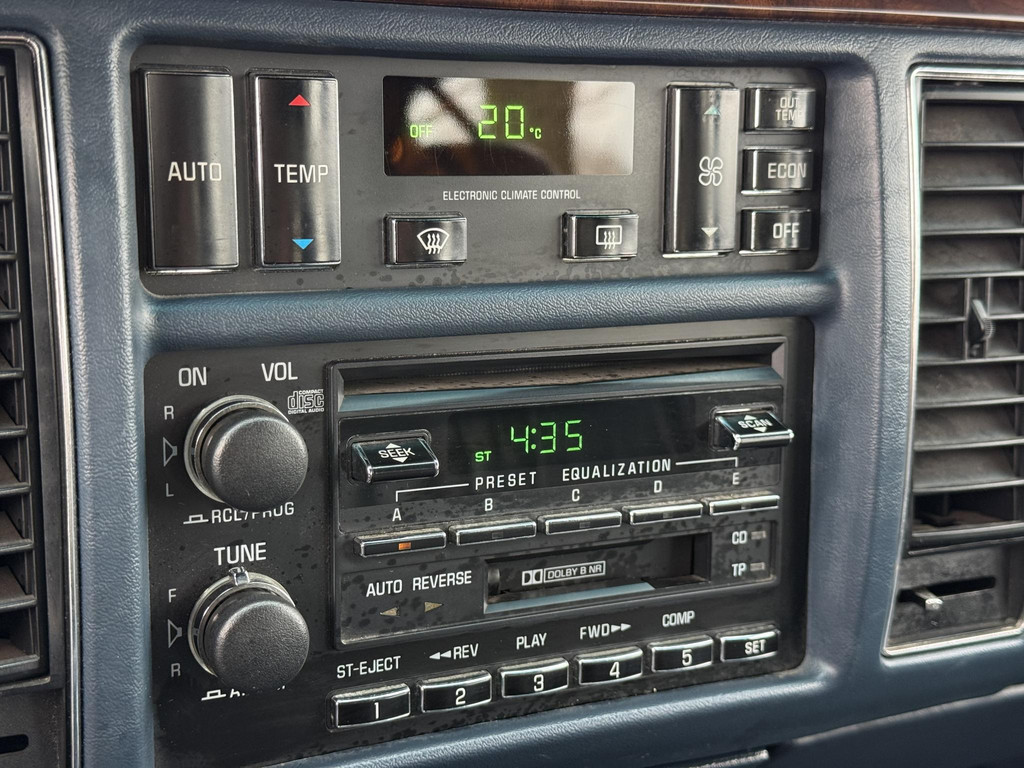 AUTO
TEMP
OFF 20°C
OUT
TEMP
ECON
OFF
ELECTRONIC CLIMATE CONTROL
ON
VOL
COMPACT
disc
DIGITAL AUDIO
R
L
RCL/PROG
SEEK
ST 4:35
SCAN
PRESET EQUALIZATION
A B C D E
AUTO REVERSE
DOLBY B NR
CD
TP
TUNE
F
R
ST-EJECT
◄◄REV
PLAY
FWD►►
COMP
1
2
3
4
5
SET